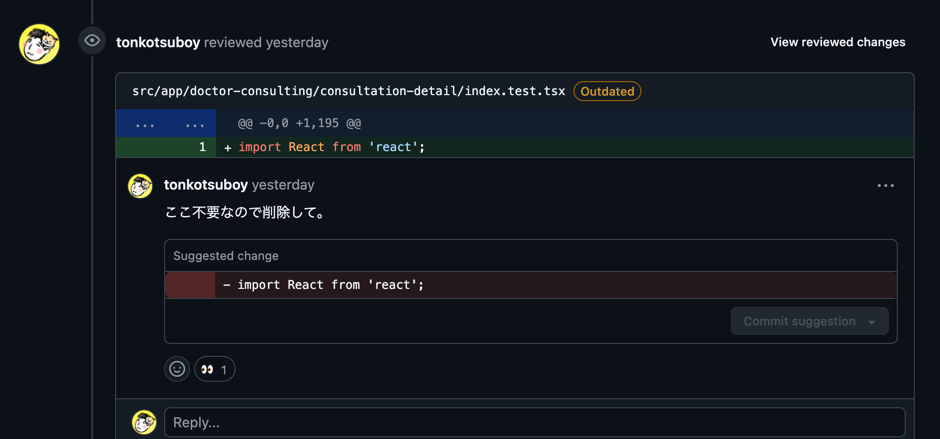 tonkotsuboy reviewed yesterday
View reviewed changes
src/app/doctor-consulting/consultation-detail/index.test.tsx Outdated
... ... @@ -0,0 +1,195 @@
1 + import React from 'react';
tonkotsuboy yesterday
ここ不要なので削除して。
Suggested change
- import React from 'react';
Commit suggestion
👀 1
Reply...